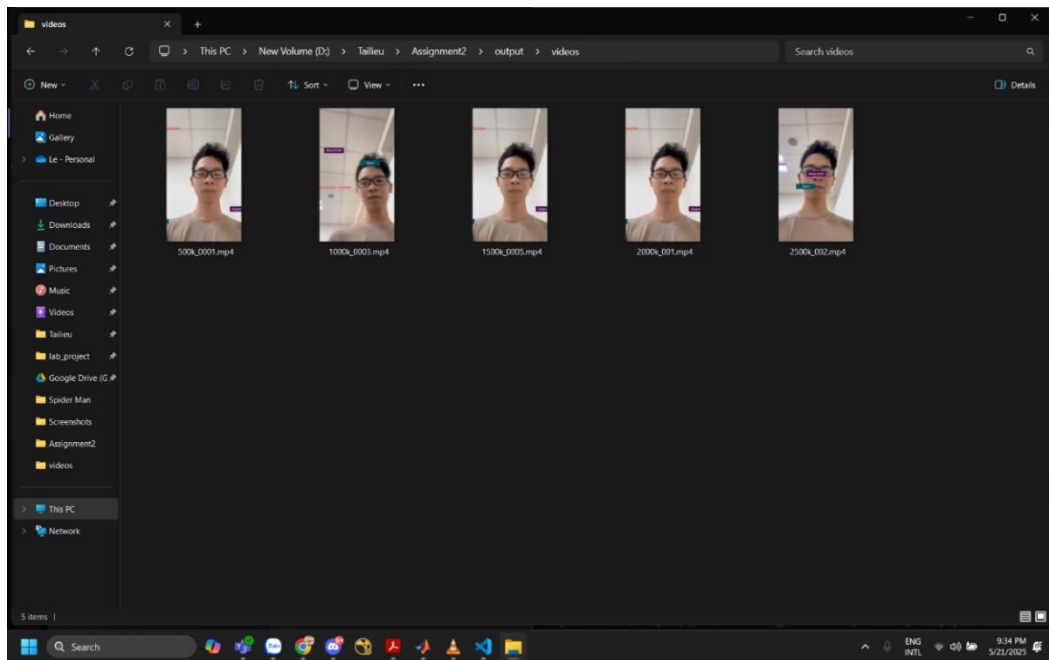 videos
This PC > New Volume (D:) > Tailieu > Assignment2 > output > videos
Search videos
New
Sort
View
Details
Home
Gallery
Le - Personal
Desktop
Downloads
Documents
Pictures
Music
Videos
Tailieu
lab_project
Google Drive (G:
Spider Man
Screenshots
Assignment2
videos
This PC
Network
500k_0001.mp4
1000k_0003.mp4
1500k_0005.mp4
2000k_001.mp4
2500k_002.mp4
5 items
Search
Zalo
ENG
INTL
9:34 PM
5/21/2025